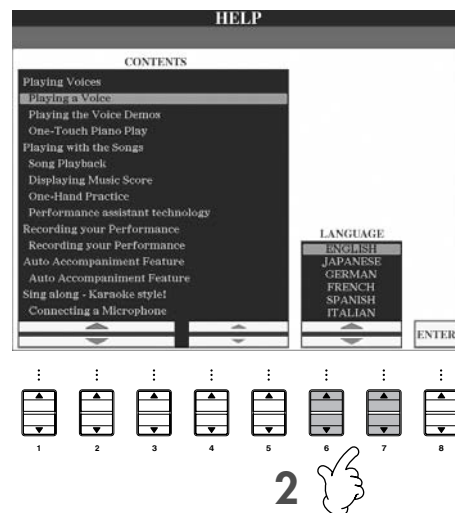 HELP
CONTENTS
Playing Voices
Playing a Voice
Playing the Voice Demos
One-Touch Piano Play
Playing with the Songs
Song Playback
Displaying Music Score
One-Hand Practice
Performance assistant technology
Recording your Performance
Recording your Performance
Auto Accompaniment Feature
Auto Accompaniment Feature
Sing along - Karaoke style!
Connecting a Microphone
LANGUAGE
ENGLISH
JAPANESE
GERMAN
FRENCH
SPANISH
ITALIAN
ENTER
1 2 3 4 5 6 7 8
2